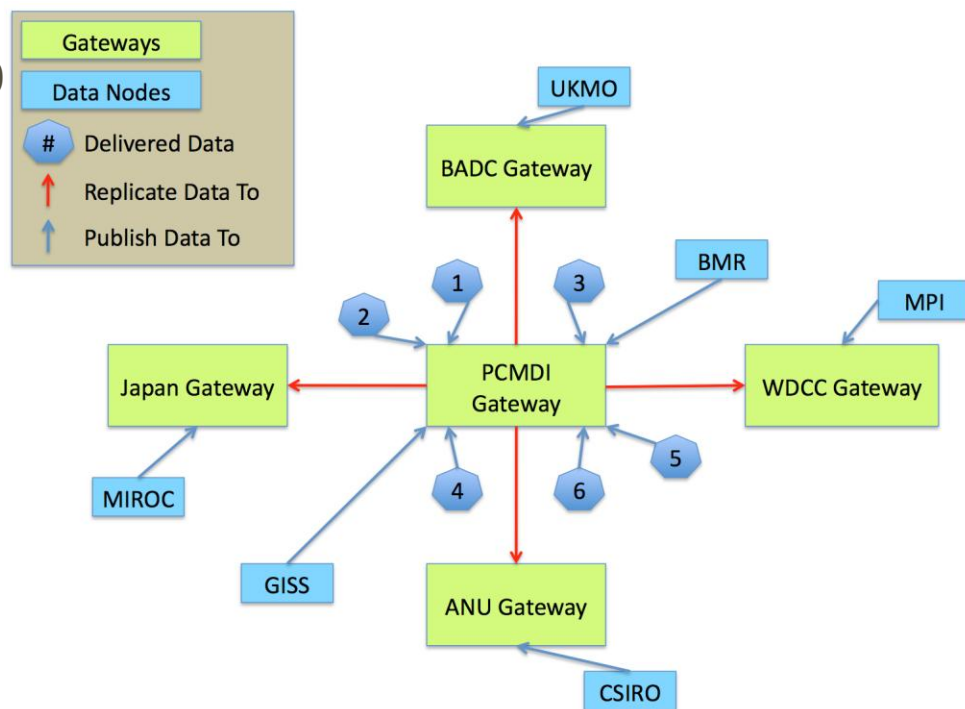 Gateways
Data Nodes
# Delivered Data
Replicate Data To
Publish Data To
UKMO
BADC Gateway
BMR
1
3
2
MPI
Japan Gateway
PCMDI
Gateway
WDCC Gateway
5
4
6
MIROC
GISS
ANU Gateway
CSIRO